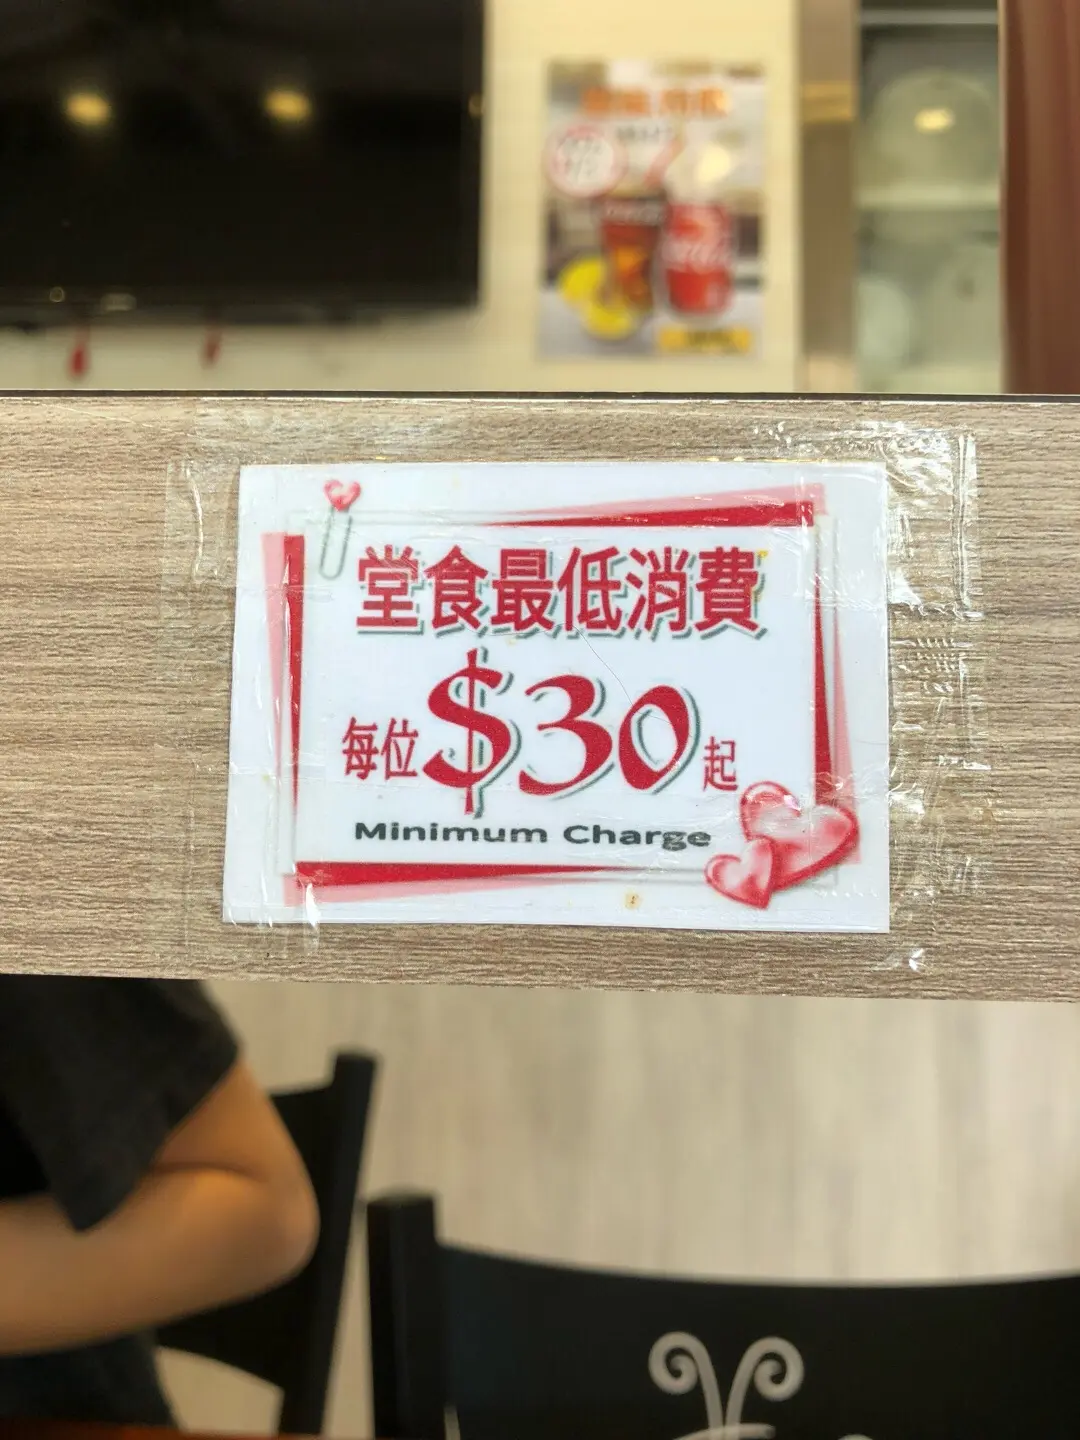 堂食最低消費
每位$30起
Minimum Charge